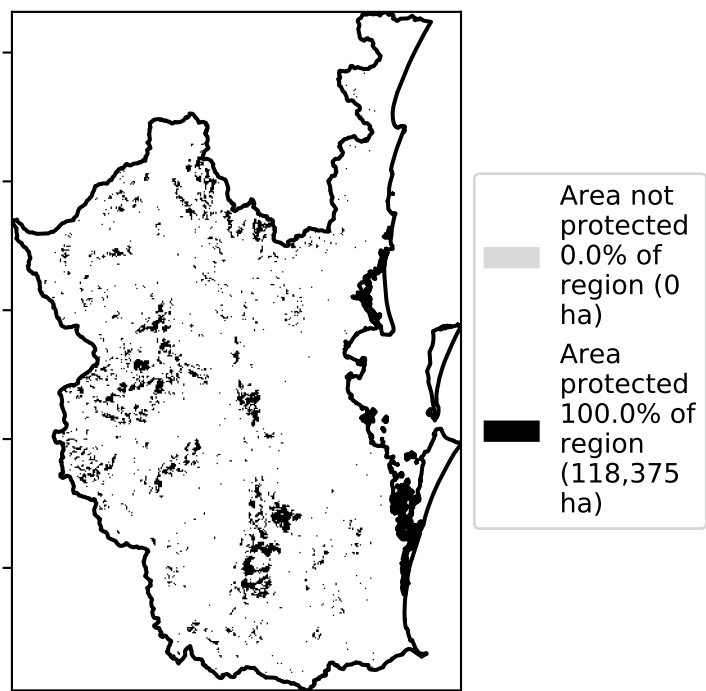 Area not
protected
0.0% of
region (0
ha)
Area
protected
100.0% of
region
(118,375
ha)